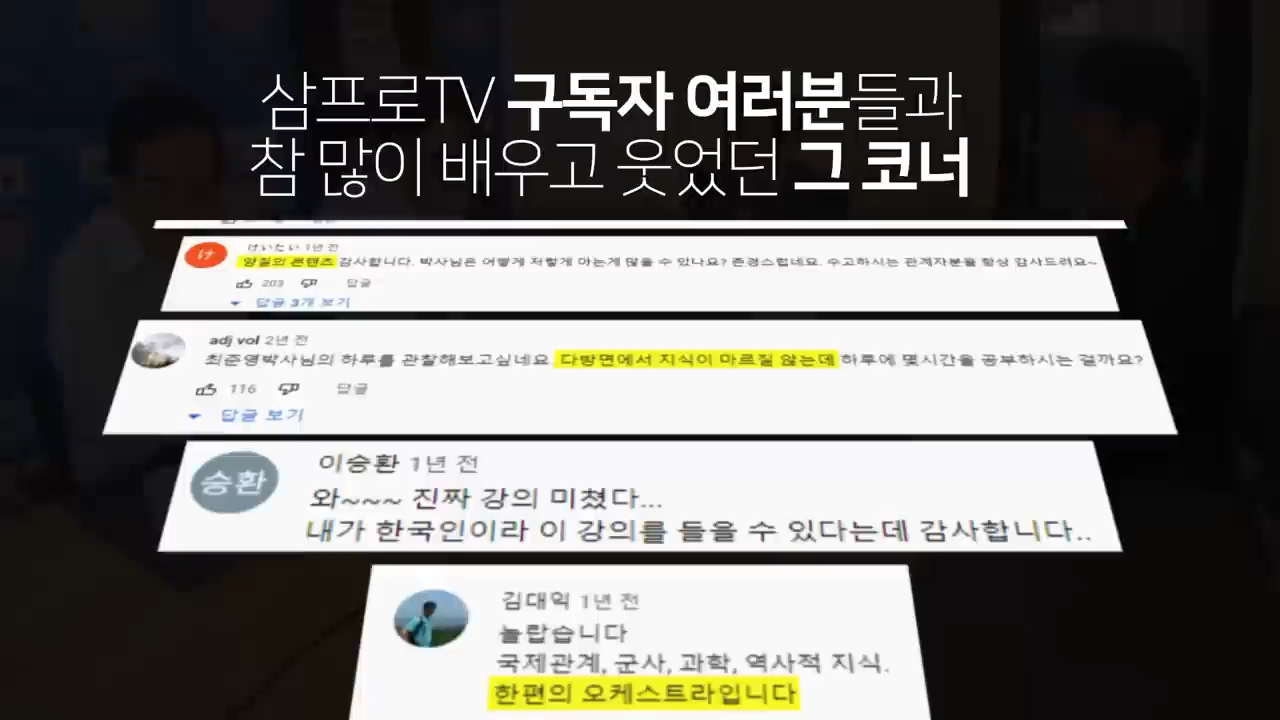 삼프로TV 구독자 여러분들과
참 많이 배우고 웃었던 그 코너
け
けいたい 1년 전
양질의 콘텐츠 감사합니다. 박사님은 어떻게 저렇게 아는게 많을 수 있나요? 존경스럽네요. 수고하시는 관계자분들 항상 감사드려요~
203 답글
답글 3개 보기
adj vol 2년 전
최준영박사님의 하루를 관찰해보고싶네요 다방면에서 지식이 마르질 않는데 하루에 몇시간을 공부하시는 걸까요?
116 답글
답글 보기
승환
이승환 1년 전
와~~~ 진짜 강의 미쳤다...
내가 한국인이라 이 강의를 들을 수 있다는데 감사합니다..
김대익 1년 전
놀랍습니다
국제관계, 군사, 과학, 역사적 지식.
한편의 오케스트라입니다